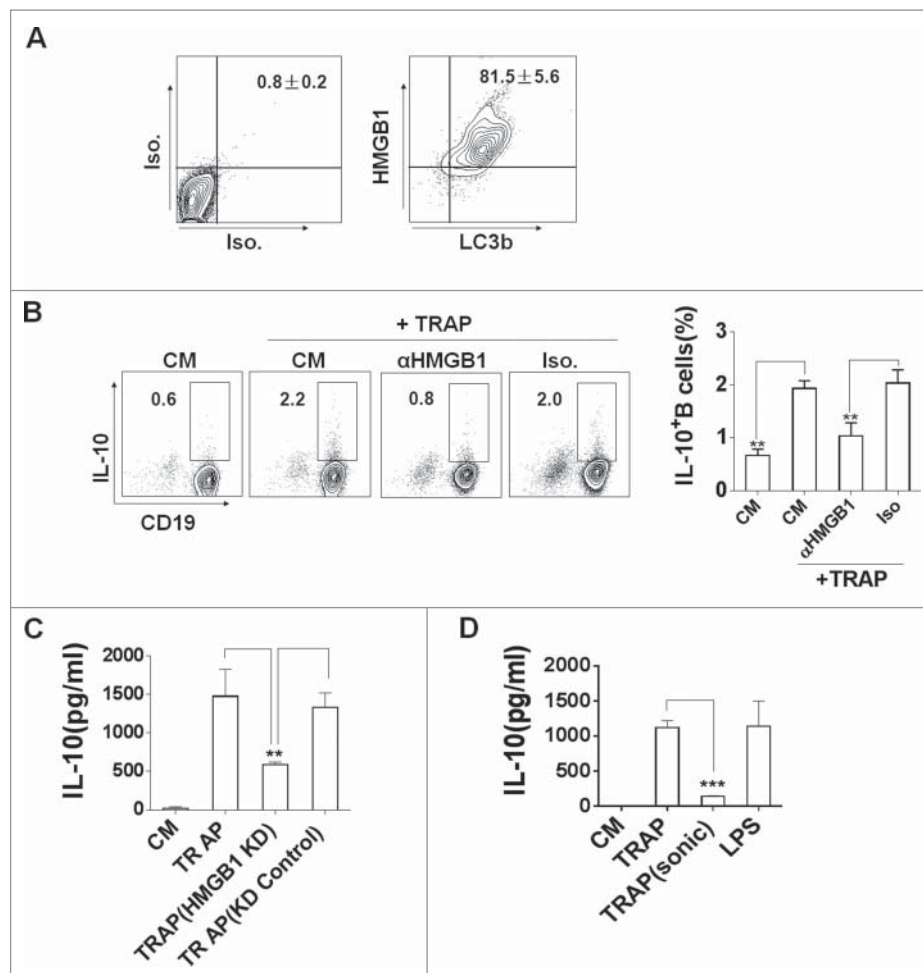 A
0.8±0.2
Iso.
Iso.
81.5±5.6
HMGB1
LC3b
B
+ TRAP
CM
CM
αHMGB1
Iso.
0.6
2.2
0.8
2.0
IL-10
CD19
IL-10+B cells(%)
3
2
1
0
**
**
CM
CM
αHMGB1
Iso
+TRAP
C
IL-10(pg/ml)
2000
1500
1000
500
0
**
CM
TR AP
TRAP(HMGB1 KD)
TR AP(KD Control)
D
IL-10(pg/ml)
2000
1500
1000
500
0
***
CM
TRAP
TRAP(sonic)
LPS